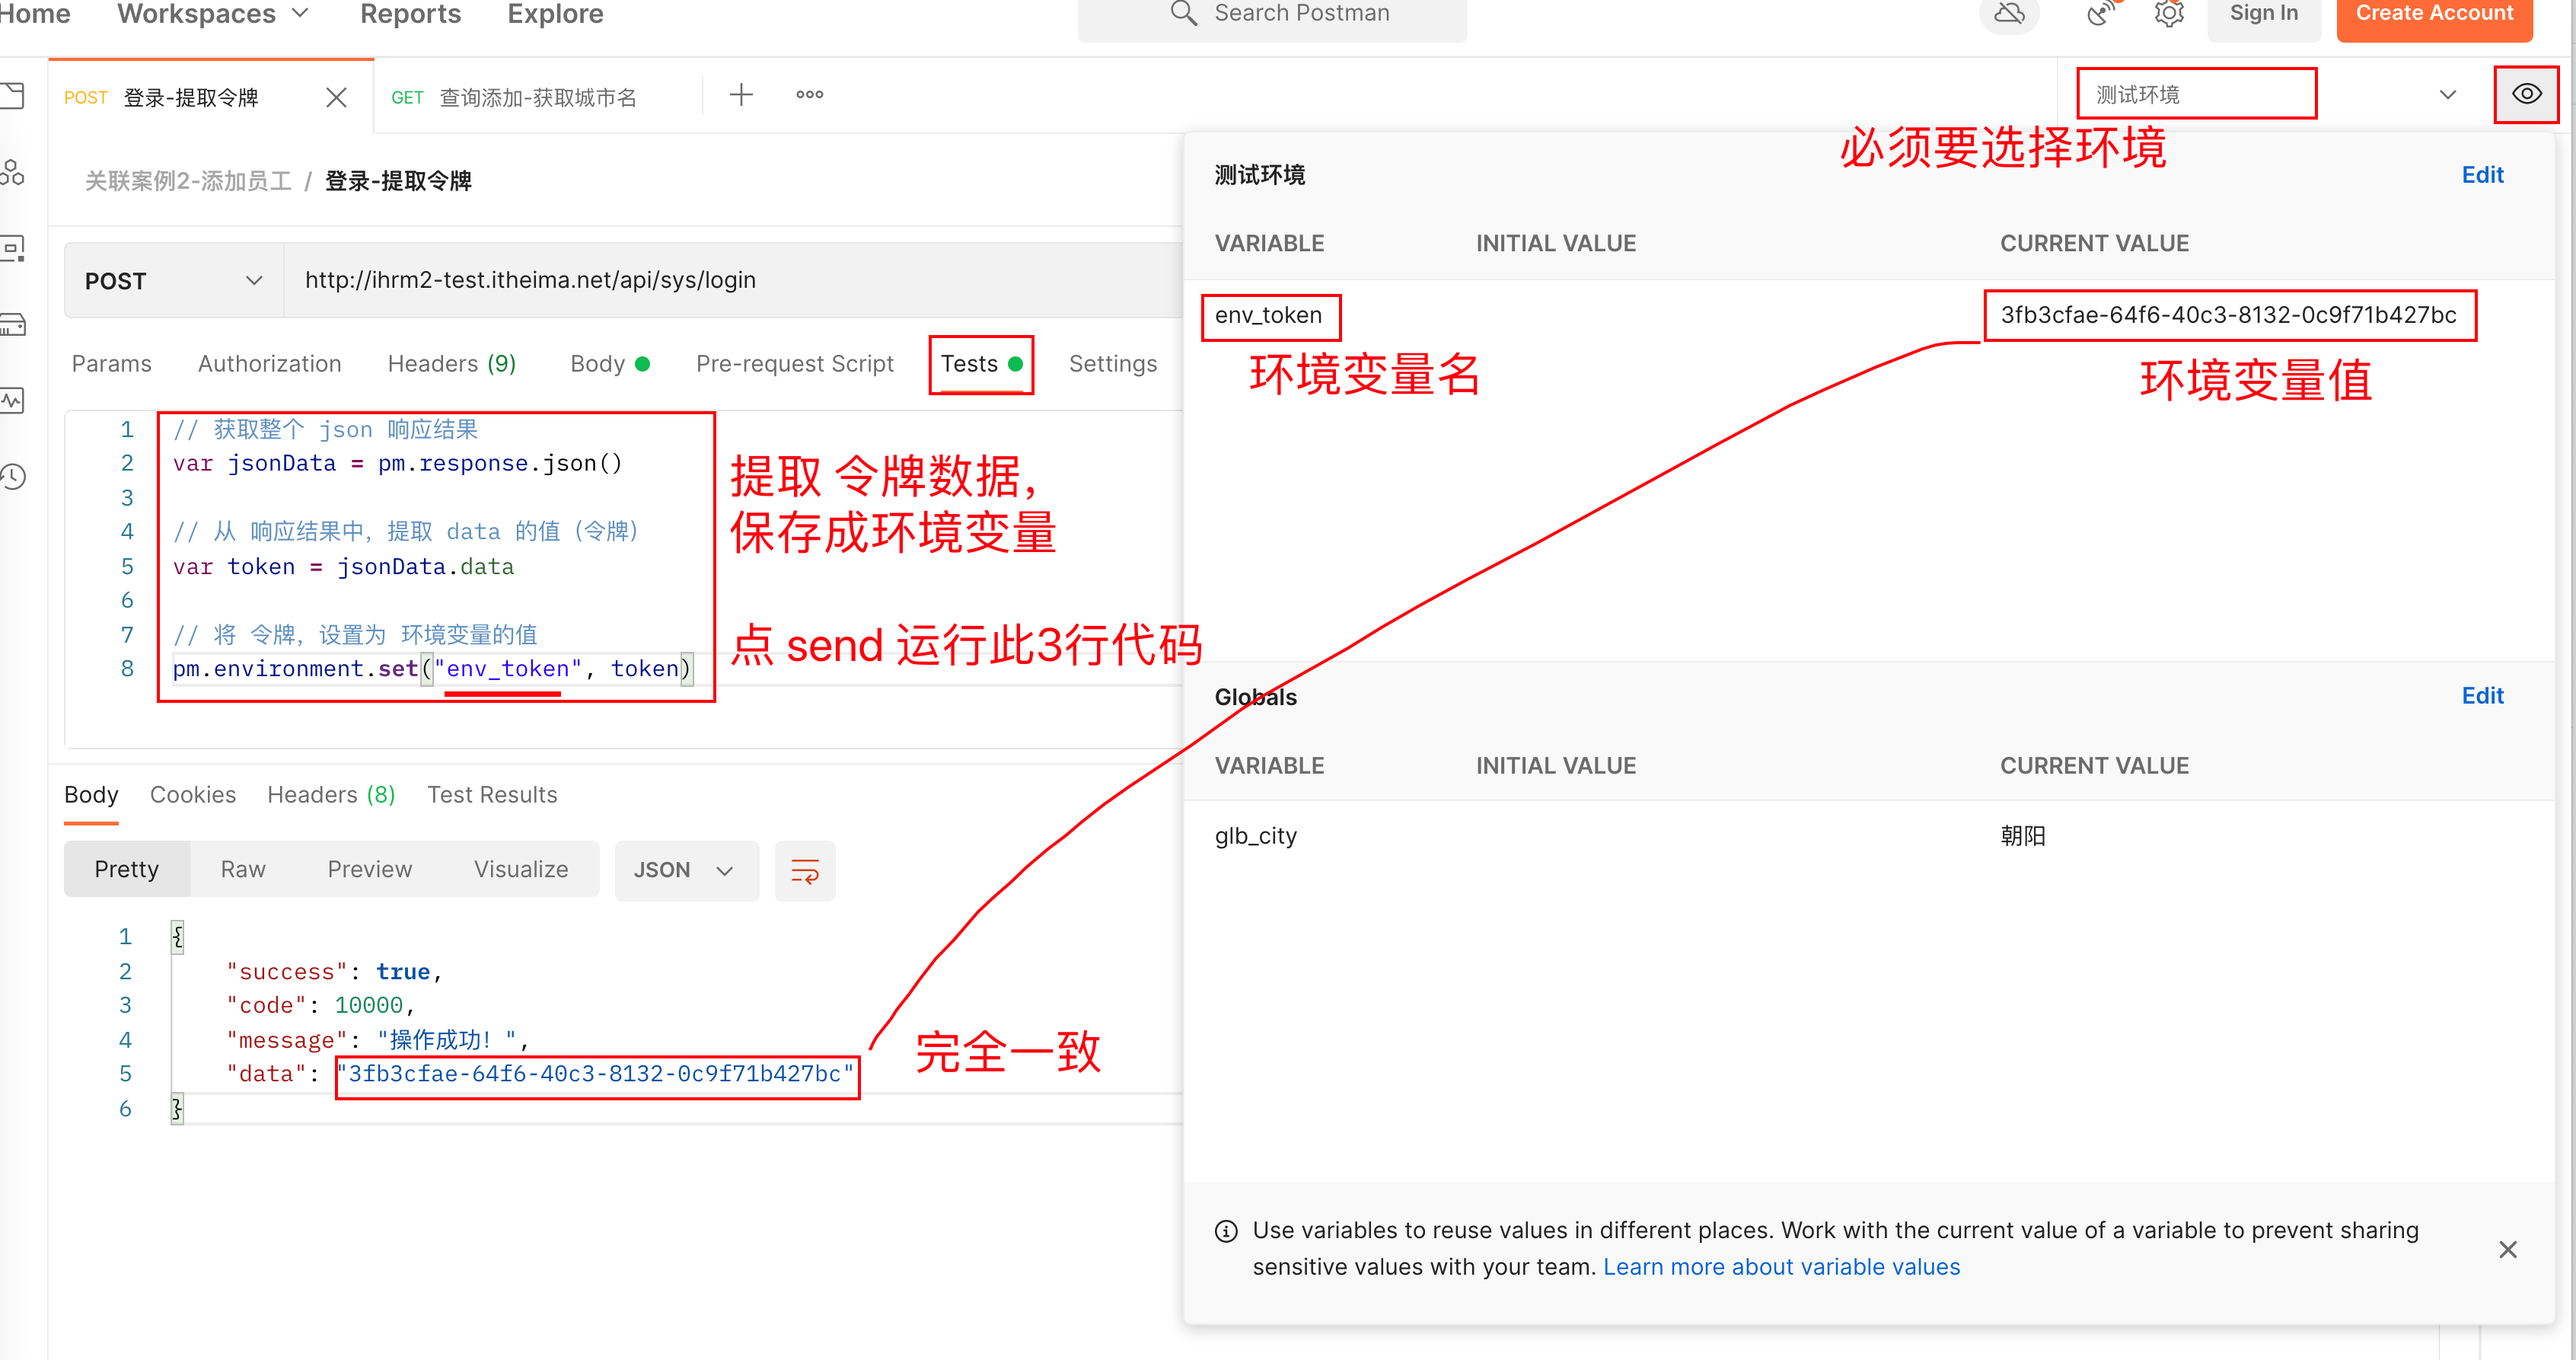 Home Workspaces Reports Explore Search Postman Sign In Create Account
POST 登录-提取令牌 GET 查询添加-获取城市名 测试环境
必须要选择环境
关联案例2-添加员工 / 登录-提取令牌
POST http://ihrm2-test.itheima.net/api/sys/login
Params Authorization Headers (9) Body Pre-request Script Tests Settings
1 // 获取整个 json 响应结果
2 var jsonData = pm.response.json()
3
4 // 从 响应结果中，提取 data 的值（令牌）
5 var token = jsonData.data
6
7 // 将 令牌，设置为 环境变量的值
8 pm.environment.set("env_token", token)
提取 令牌数据，
保存成环境变量
点 send 运行此3行代码
Body Cookies Headers (8) Test Results
Pretty Raw Preview Visualize JSON
1 {
2 "success": true,
3 "code": 10000,
4 "message": "操作成功！",
5 "data": "3fb3cfae-64f6-40c3-8132-0c9f71b427bc"
6 }
完全一致
测试环境 Edit
VARIABLE INITIAL VALUE CURRENT VALUE
env_token 3fb3cfae-64f6-40c3-8132-0c9f71b427bc
环境变量名 环境变量值
Globals Edit
VARIABLE INITIAL VALUE CURRENT VALUE
glb_city 朝阳
Use variables to reuse values in different places. Work with the current value of a variable to prevent sharing
sensitive values with your team. Learn more about variable values